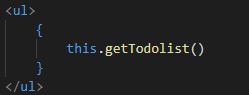 <ul>
{
this.getTodolist()
}
</ul>